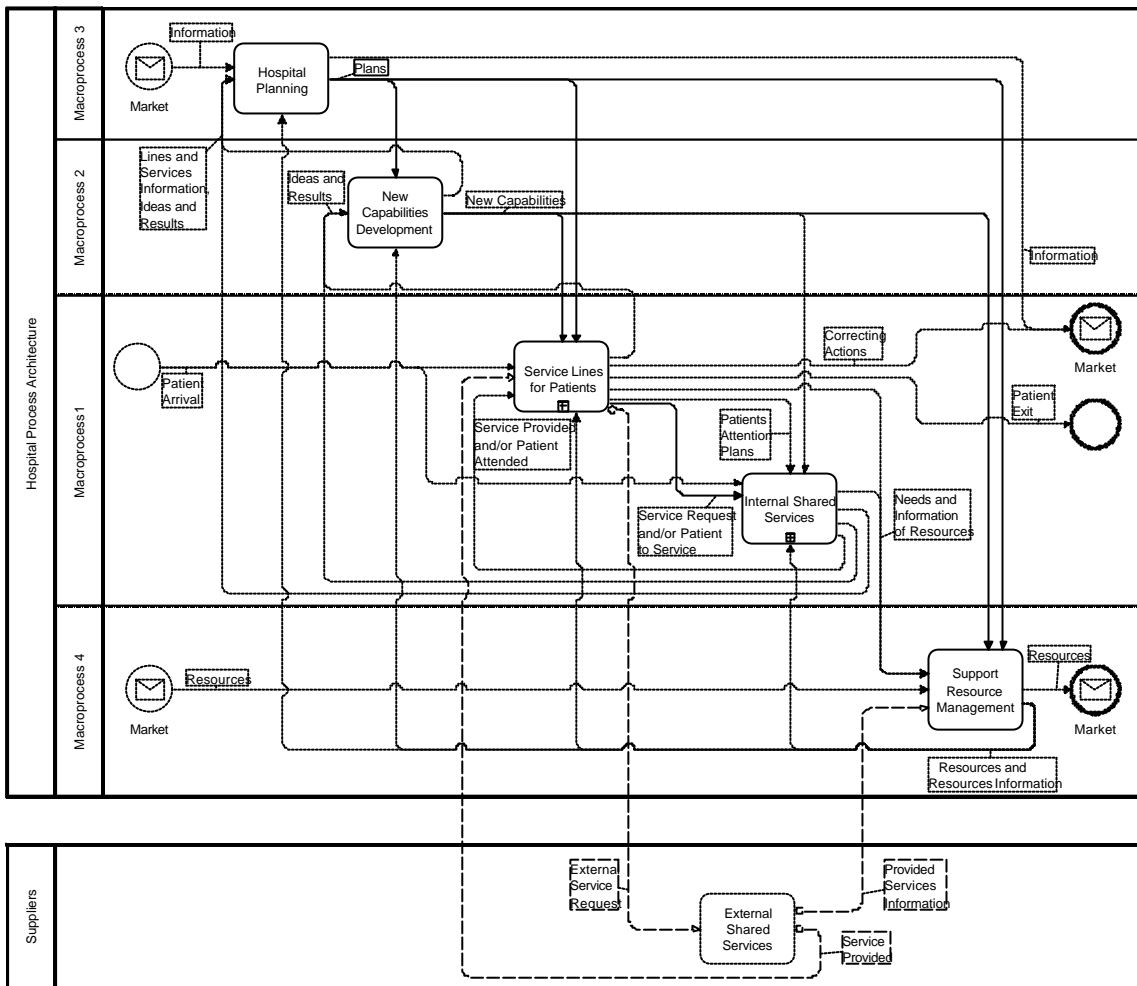 Hospital Process Architecture
Macroprocess 3
Information
Market
Hospital
Planning
Plans
Macroprocess 2
Lines and
Services
Information,
Ideas and
Results
Ideas and
Results
New
Capabilities
Development
New Capabilities
Information
Macroprocess 1
Patient
Arrival
Service Lines
for Patients
Correcting
Actions
Market
Patient
Exit
Service Provided
and/or Patient
Attended
Patients
Attention
Plans
Service Request
and/or Patient
to Service
Internal Shared
Services
Needs and
Information
of Resources
Macroprocess 4
Resources
Market
Support
Resource
Management
Resources
Market
Resources and
Resources Information
Suppliers
External
Service
Request
External
Shared
Services
Provided
Services
Information
Service
Provided